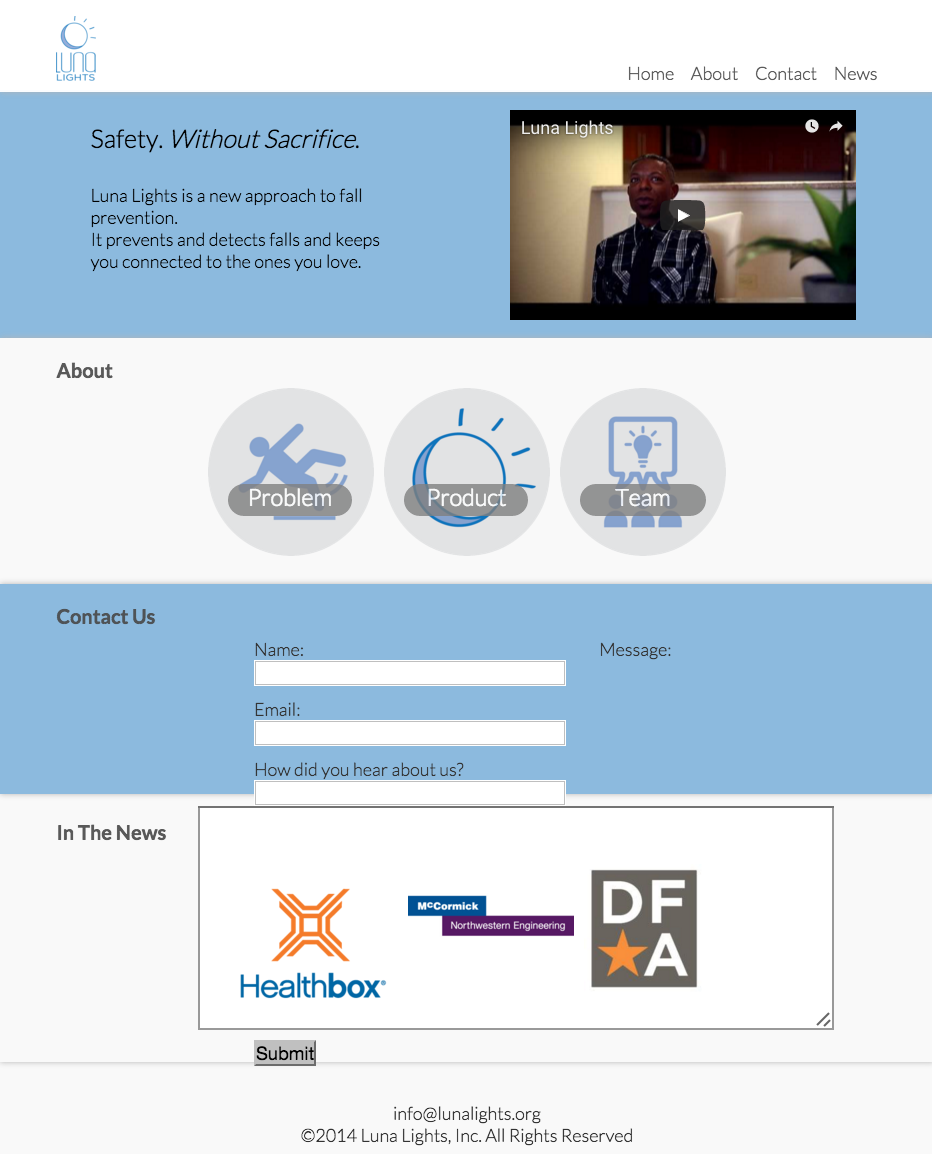 LUNA
LIGHTS
Home About Contact News
Safety. Without Sacrifice.
Luna Lights
Luna Lights is a new approach to fall
prevention.
It prevents and detects falls and keeps
you connected to the ones you love.
About
Problem
Product
Team
Contact Us
Name:
Message:
Email:
How did you hear about us?
In The News
Healthbox®
McCormick
Northwestern Engineering
DF
A
Submit
info@lunalights.org
©2014 Luna Lights, Inc. All Rights Reserved